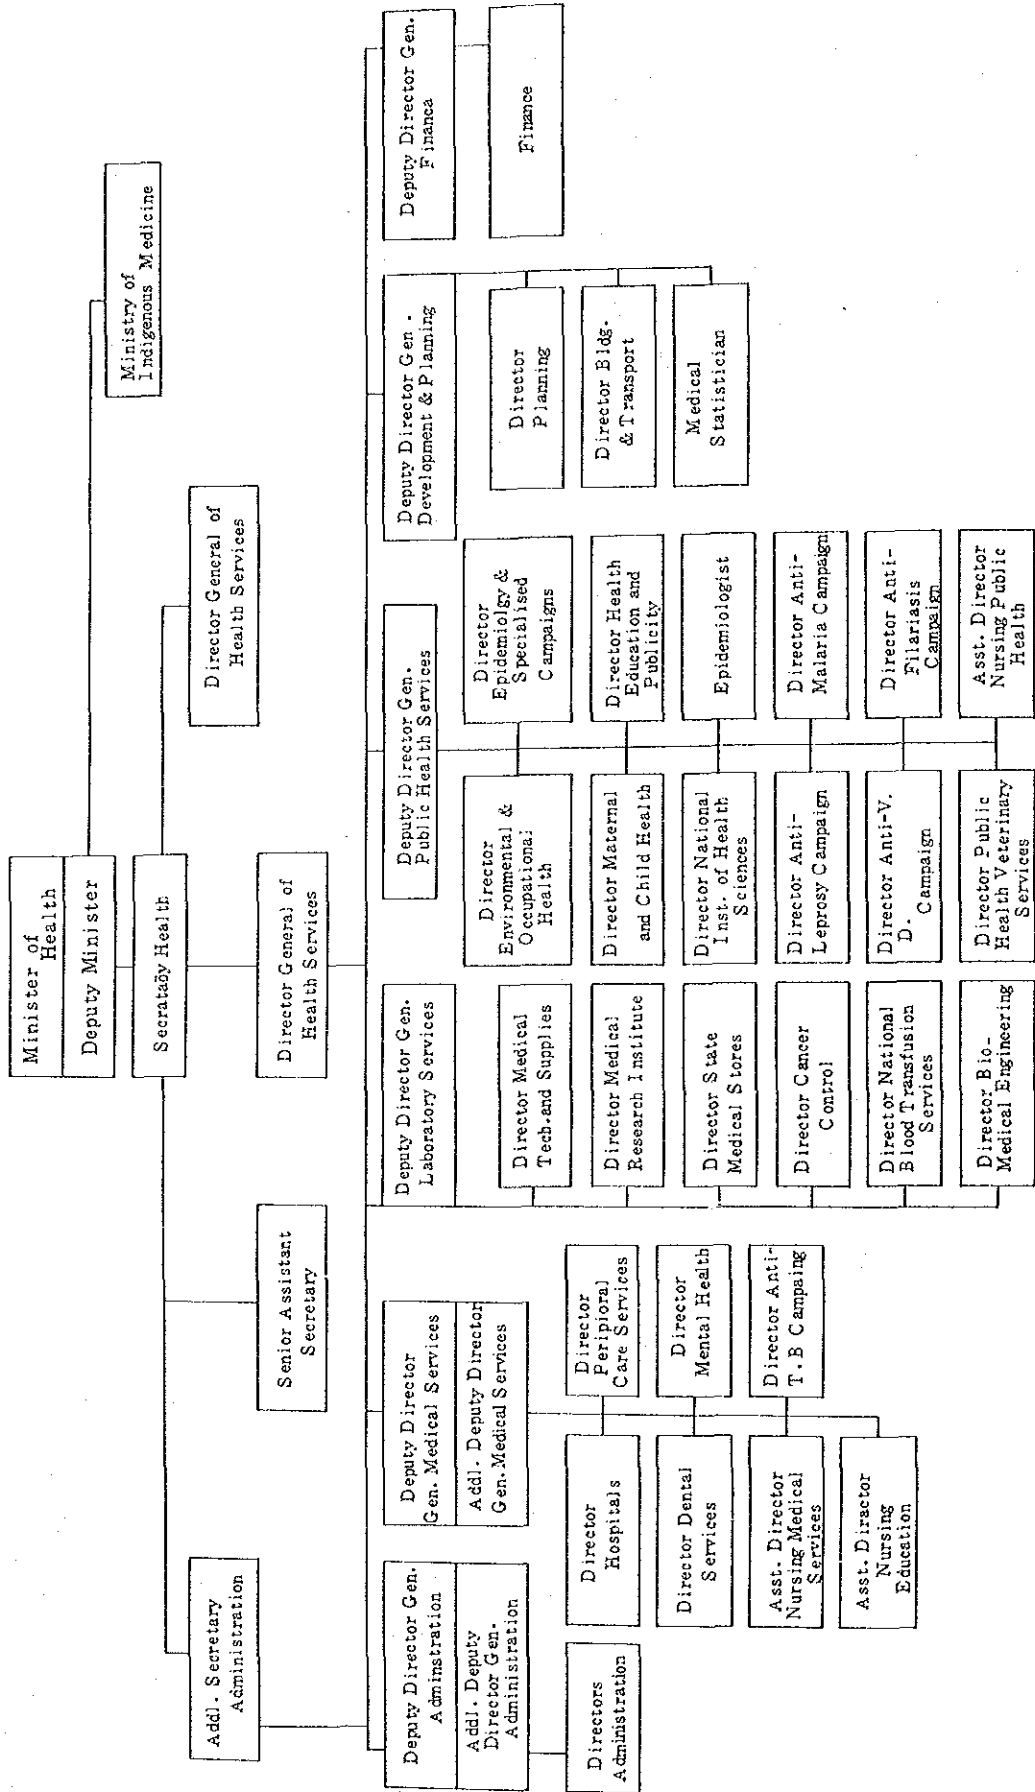 Minister of
Health
Deputy Minister
Ministry of
Indigenous Medicine
Secrataöy Health
Addl. Secretary
Administration
Director General of
Health Services
Senior Assistant
Secretary
Director General of
Health Services
Deputy Director Gen.
Adminstration
Addl. Deputy
Director Gen.
Administration
Deputy Director
Gen. Medical Services
Addl. Deputy Director
Gen. Medical Services
Deputy Director Gen.
Laboratory Services
Deputy Director Gen.
Public Health Services
Deputy Director Gen.
Development & Planning
Deputy Director Gen.
Financa
Directors
Administration
Director
Hospitals
Director
Peripioral
Care Services
Director Dental
Services
Director
Mental Health
Asst. Director
Nursing Medical
Services
Director Anti-
T.B Campaing
Asst. Diractor
Nursing
Education
Director Medical
Tech.and Supplies
Director Medical
Research Institute
Director State
Medical Stores
Director Cancer
Control
Director National
Blood Transfusion
Services
Director Bio-
Medical Engineering
Director
Environmental &
Occupational
Health
Director
Epidemiolgy &
Specialised
Campaigns
Director Maternal
and Child Health
Director Health
Education and
Publicity
Director National
Inst. of Health
Sciences
Epidemiologist
Director Anti-
Leprosy Campaign
Director Anti-
Malaria Campaign
Director Anti-V.
D.
Campaign
Director Anti-
Filariasis
Campaign
Director Public
Health Veterinary
Services
Asst. Director
Nursing Public
Health
Director
Planning
Director Bldg.
& Transport
Medical
Statistician
Finance